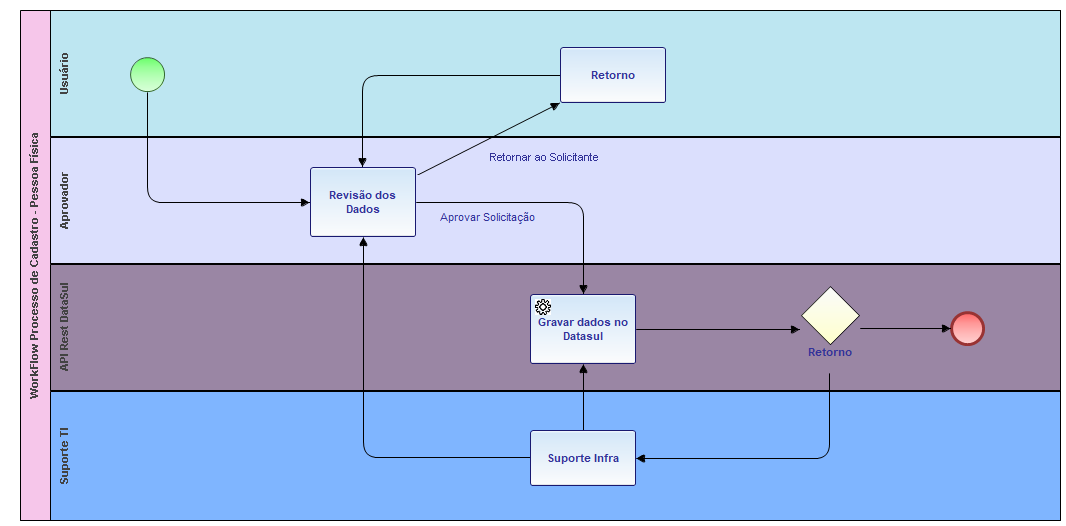 WorkFlow Processo de Cadastro - Pessoa Física
Usuário
Retorno
Retornar ao Solicitante
Aprovador
Revisão dos
Dados
Aprovar Solicitação
API Rest DataSul
Gravar dados no
Datasul
Retorno
Suporte TI
Suporte Infra